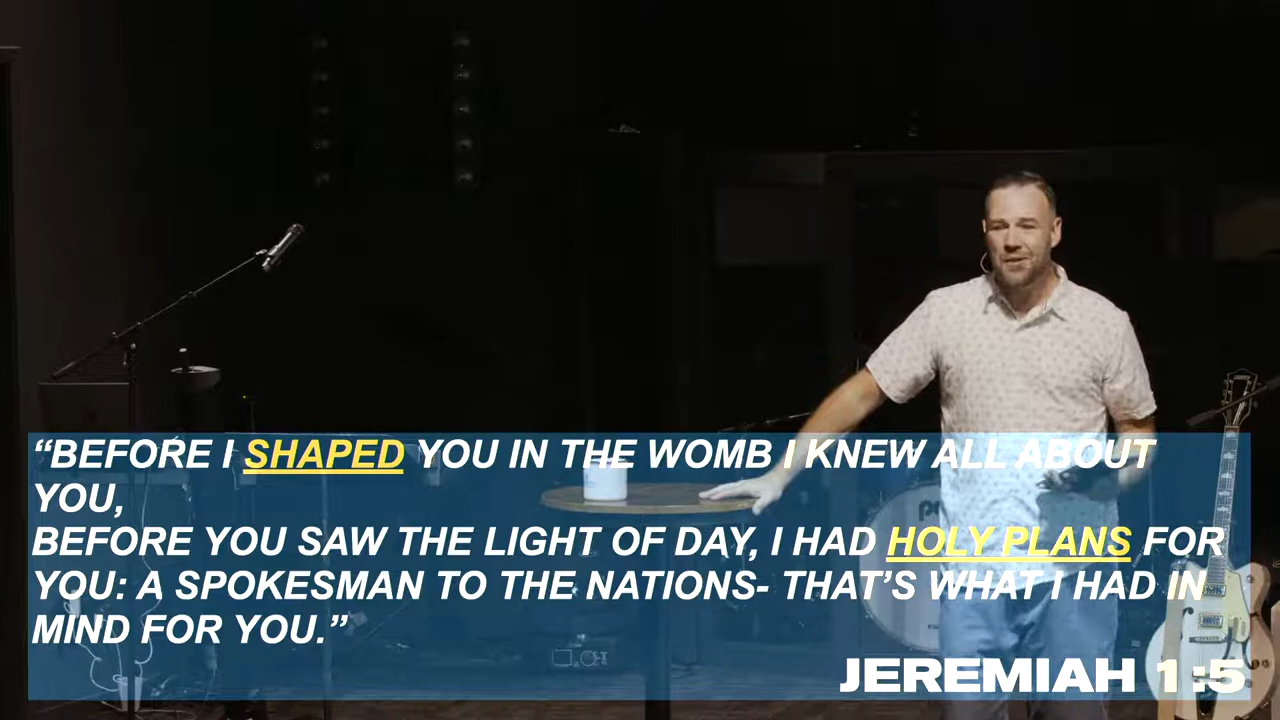 “BEFORE I SHAPED YOU IN THE WOMB I KNEW ALL ABOUT
YOU,
BEFORE YOU SAW THE LIGHT OF DAY, I HAD HOLY PLANS FOR
YOU: A SPOKESMAN TO THE NATIONS- THAT’S WHAT I HAD IN
MIND FOR YOU.”
JEREMIAH 1:5